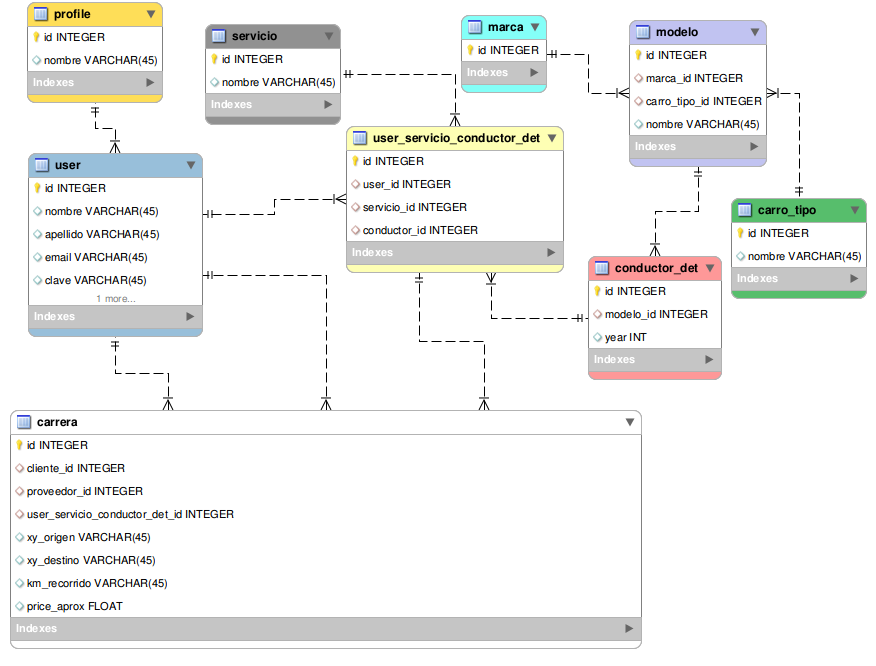 profile
id INTEGER
nombre VARCHAR(45)
Indexes
servicio
id INTEGER
nombre VARCHAR(45)
Indexes
marca
id INTEGER
Indexes
modelo
id INTEGER
marca_id INTEGER
carro_tipo_id INTEGER
nombre VARCHAR(45)
Indexes
user
id INTEGER
nombre VARCHAR(45)
apellido VARCHAR(45)
email VARCHAR(45)
clave VARCHAR(45)
1 more...
Indexes
user_servicio_conductor_det
id INTEGER
user_id INTEGER
servicio_id INTEGER
conductor_id INTEGER
Indexes
carro_tipo
id INTEGER
nombre VARCHAR(45)
Indexes
conductor_det
id INTEGER
modelo_id INTEGER
year INT
Indexes
carrera
id INTEGER
cliente_id INTEGER
proveedor_id INTEGER
user_servicio_conductor_det_id INTEGER
xy_origen VARCHAR(45)
xy_destino VARCHAR(45)
km_recorrido VARCHAR(45)
price_aprox FLOAT
Indexes